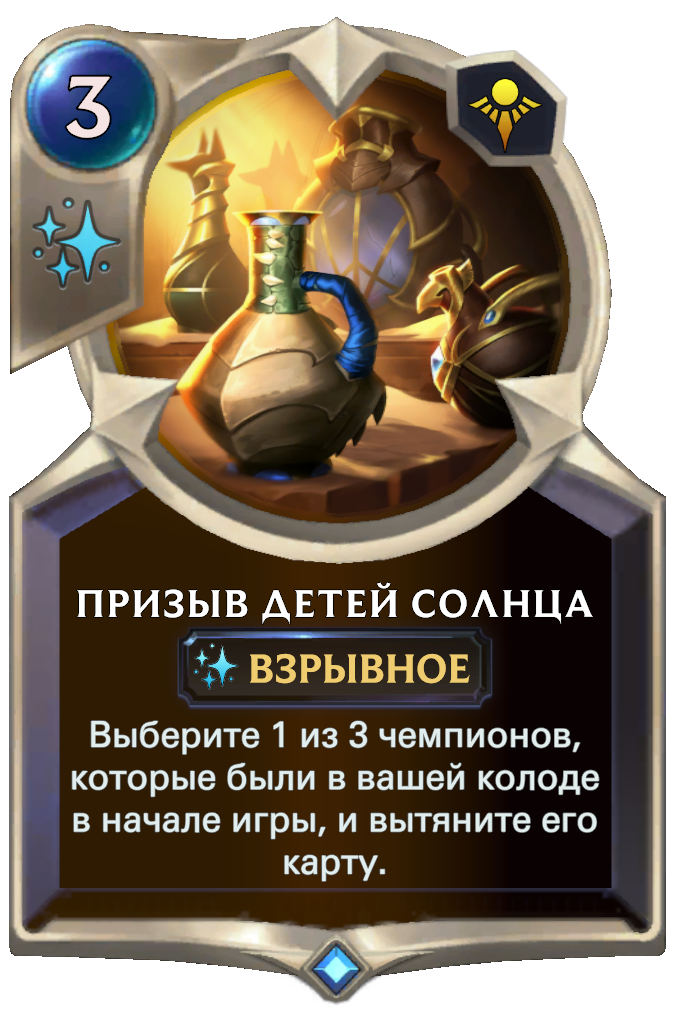 3
ПРИЗЫВ ДЕТЕЙ СОЛНЦА
ВЗРЫВНОЕ
Выберите 1 из 3 чемпионов,
которые были в вашей колоде
в начале игры, и вытяните его
карту.